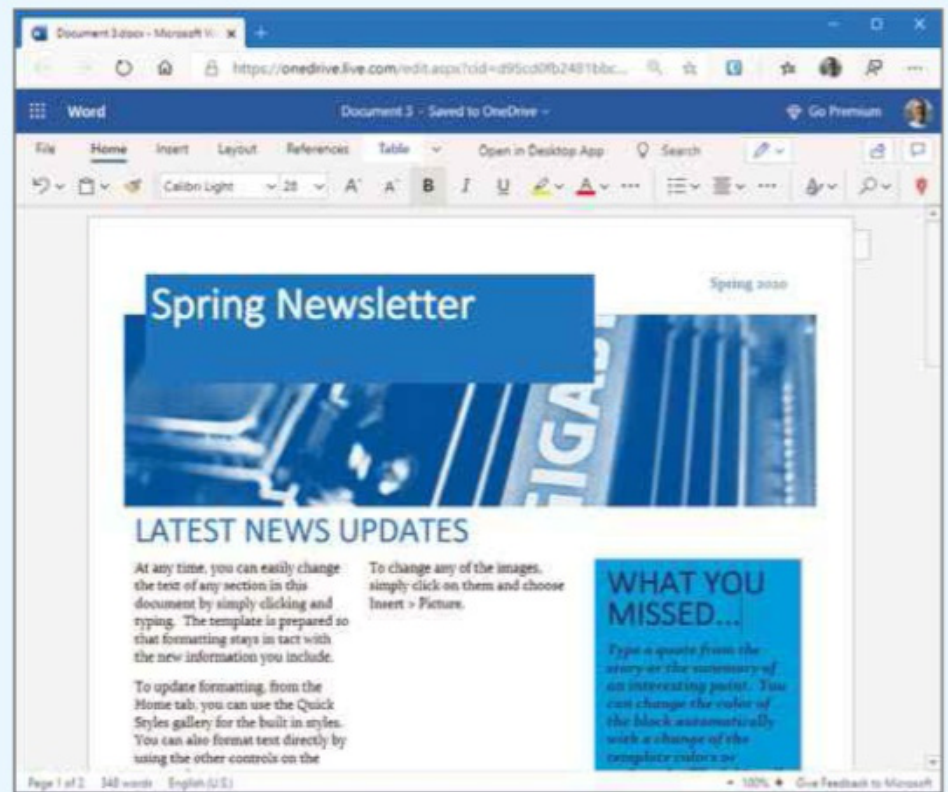 Document 3.docx - Microsoft W
https://onedrive.live.com/edit.aspx?cid=d95cd0fb2481bbc...
Word
Document 3 - Saved to OneDrive
Go Premium
File Home Insert Layout References Table Open in Desktop App Search
Calibri Light 28 A A B I U A
Spring Newsletter
Spring 2020
GIGABY
LATEST NEWS UPDATES
At any time, you can easily change
the text of any section in this
document by simply clicking and
typing. The template is prepared so
that formatting stays in tact with
the new information you include.
To update formatting, from the
Home tab, you can use the Quick
Styles gallery for the built in styles.
You can also format text directly by
using the other controls on the
To change any of the images,
simply click on them and choose
Insert > Picture.
WHAT YOU
MISSED...
Type a quote from the
story or the summary of
an interesting point. You
can change the color of
the block automatically
with a change of the
template colors or
Page 1 of 2 348 words English (U.S.) 100% Give Feedback to Microsoft